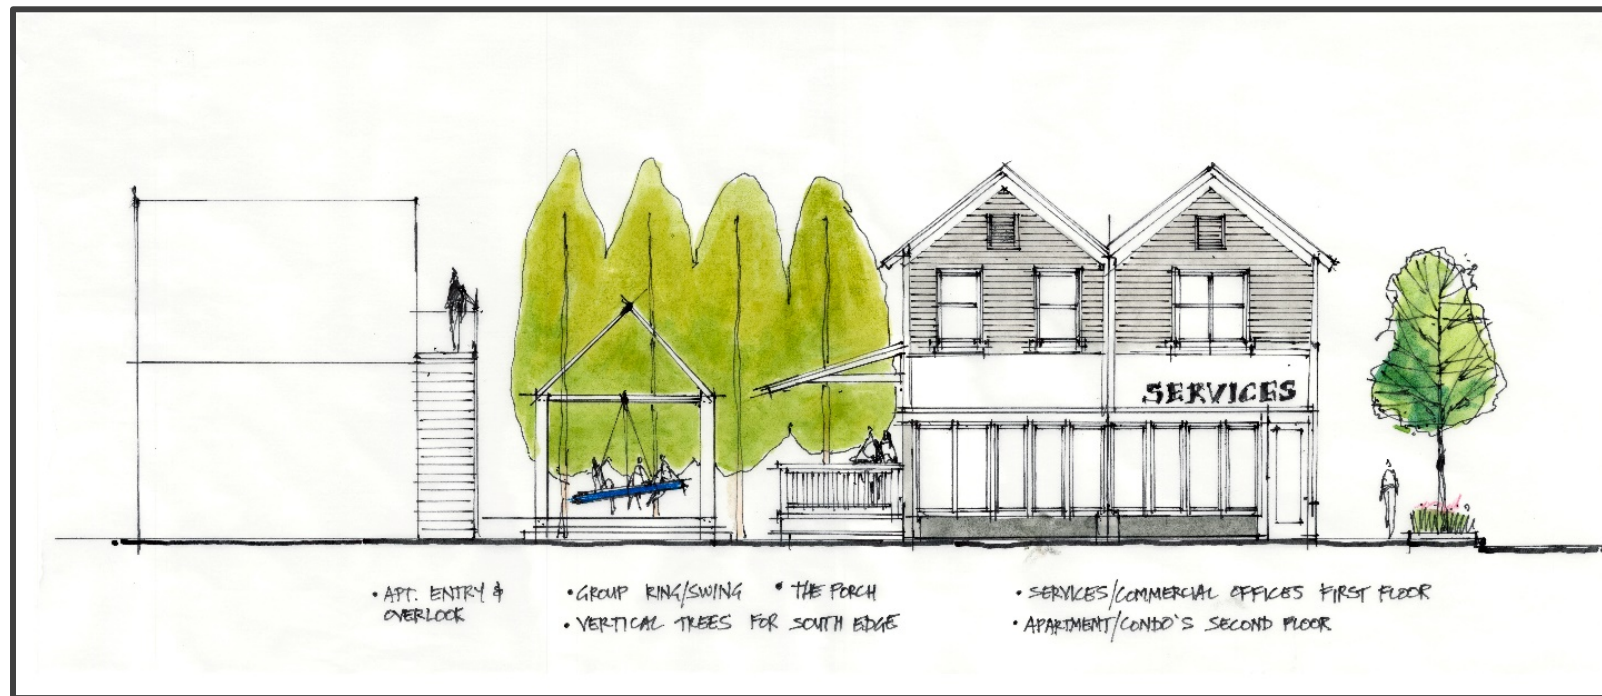 SERVICES
• APT. ENTRY &
OVERLOOK
• GROUP RING/SWING • THE PORCH
• VERTICAL TREES FOR SOUTH EDGE
• SERVICES/COMMERCIAL OFFICES FIRST FLOOR
• APARTMENT/CONDO'S SECOND FLOOR